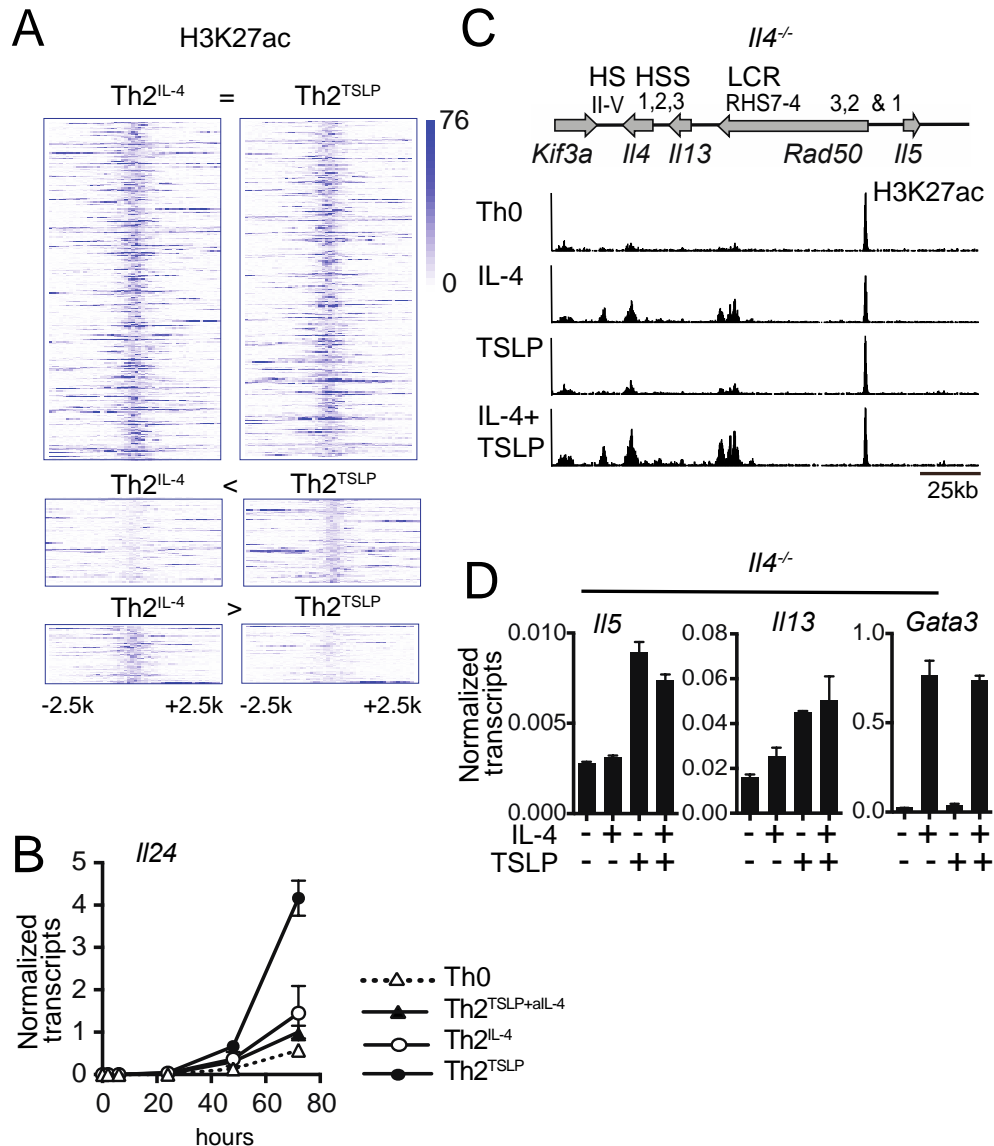 A
H3K27ac
Th2IL-4 = Th2TSLP
76
0
Th2IL-4 < Th2TSLP
Th2IL-4 > Th2TSLP
-2.5k +2.5k -2.5k +2.5k
B
Il24
Normalized transcripts
5
4
3
2
1
0
0 20 40 60 80
hours
Th0
Th2TSLP+aIL-4
Th2IL-4
Th2TSLP
C
Il4-/-
HS HSS LCR
II-V 1,2,3 RHS7-4 3,2 & 1
Kif3a Il4 Il13 Rad50 Il5
H3K27ac
Th0
IL-4
TSLP
IL-4+
TSLP
25kb
D
Il4-/-
Il5 Il13 Gata3
Normalized
transcripts
0.010
0.005
0.000
0.08
0.06
0.04
0.02
0.00
1.0
0.5
0.0
IL-4 - + - + - + - + - + - +
TSLP - - + + - - + + - - + +